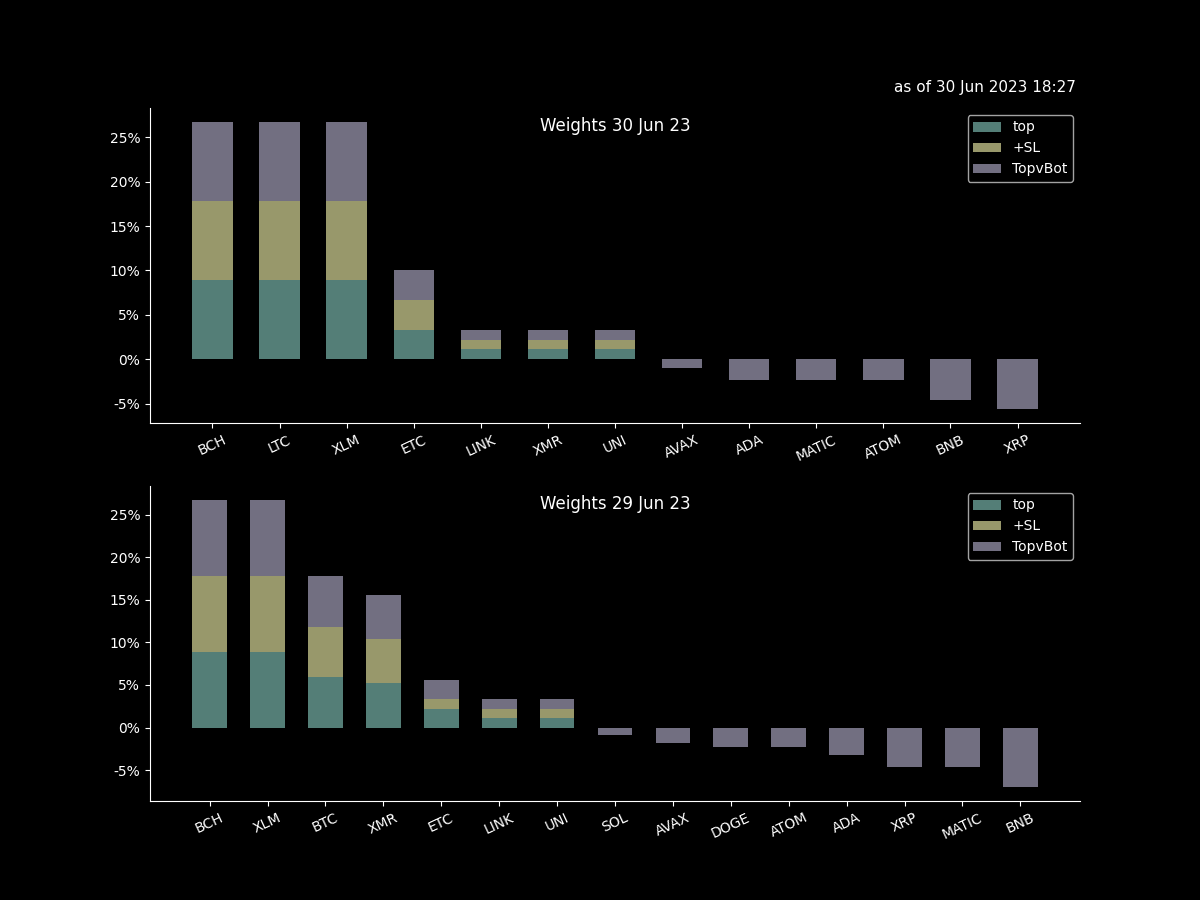 as of 30 Jun 2023 18:27
Weights 30 Jun 23
top
+SL
TopvBot
25%
20%
15%
10%
5%
0%
-5%
BCH LTC XLM ETC LINK XMR UNI AVAX ADA MATIC ATOM BNB XRP
Weights 29 Jun 23
top
+SL
TopvBot
25%
20%
15%
10%
5%
0%
-5%
BCH XLM BTC XMR ETC LINK UNI SOL AVAX DOGE ATOM ADA XRP MATIC BNB